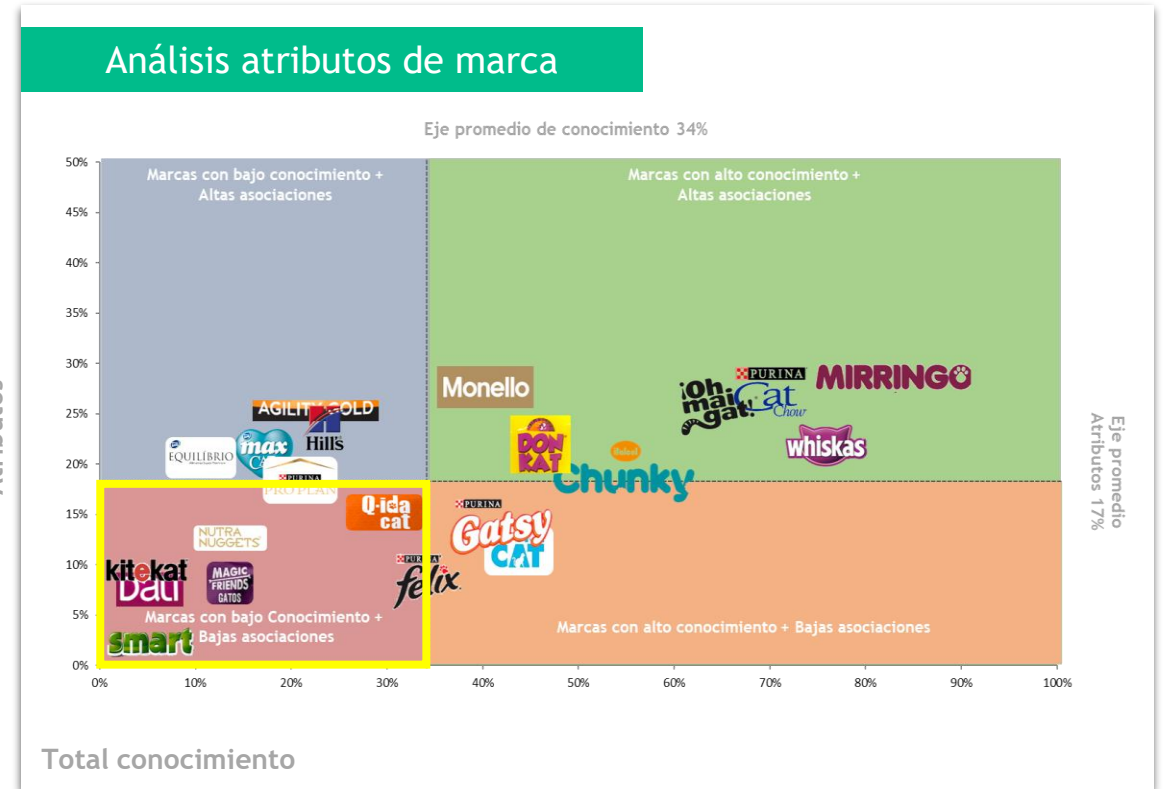 Análisis atributos de marca
Eje promedio de conocimiento 34%
50%
45%
40%
35%
30%
25%
20%
15%
10%
5%
0%
Marcas con bajo conocimiento +
Altas asociaciones
Marcas con alto conocimiento +
Altas asociaciones
Monello
¡Oh
mai
gat!
PURINA
Cat
Chow
MIRRINGO
AGILITY GOLD
Hill's
EQUILÍBRIO
max
DON
KAT
Chunky
whiskas
PURINA
PRO PLAN
Q-ida
cat
PURINA
Gatsy
CAT
NUTRA
NUGGETS
kitekat
MAGIC
FRIENDS
GATOS
PURINA
felix
Marcas con bajo Conocimiento +
Bajas asociaciones
smart
Marcas con alto conocimiento + Bajas asociaciones
0%
10%
20%
30%
40%
50%
60%
70%
80%
90%
100%
Eje promedio
Atributos 17%
Total conocimiento